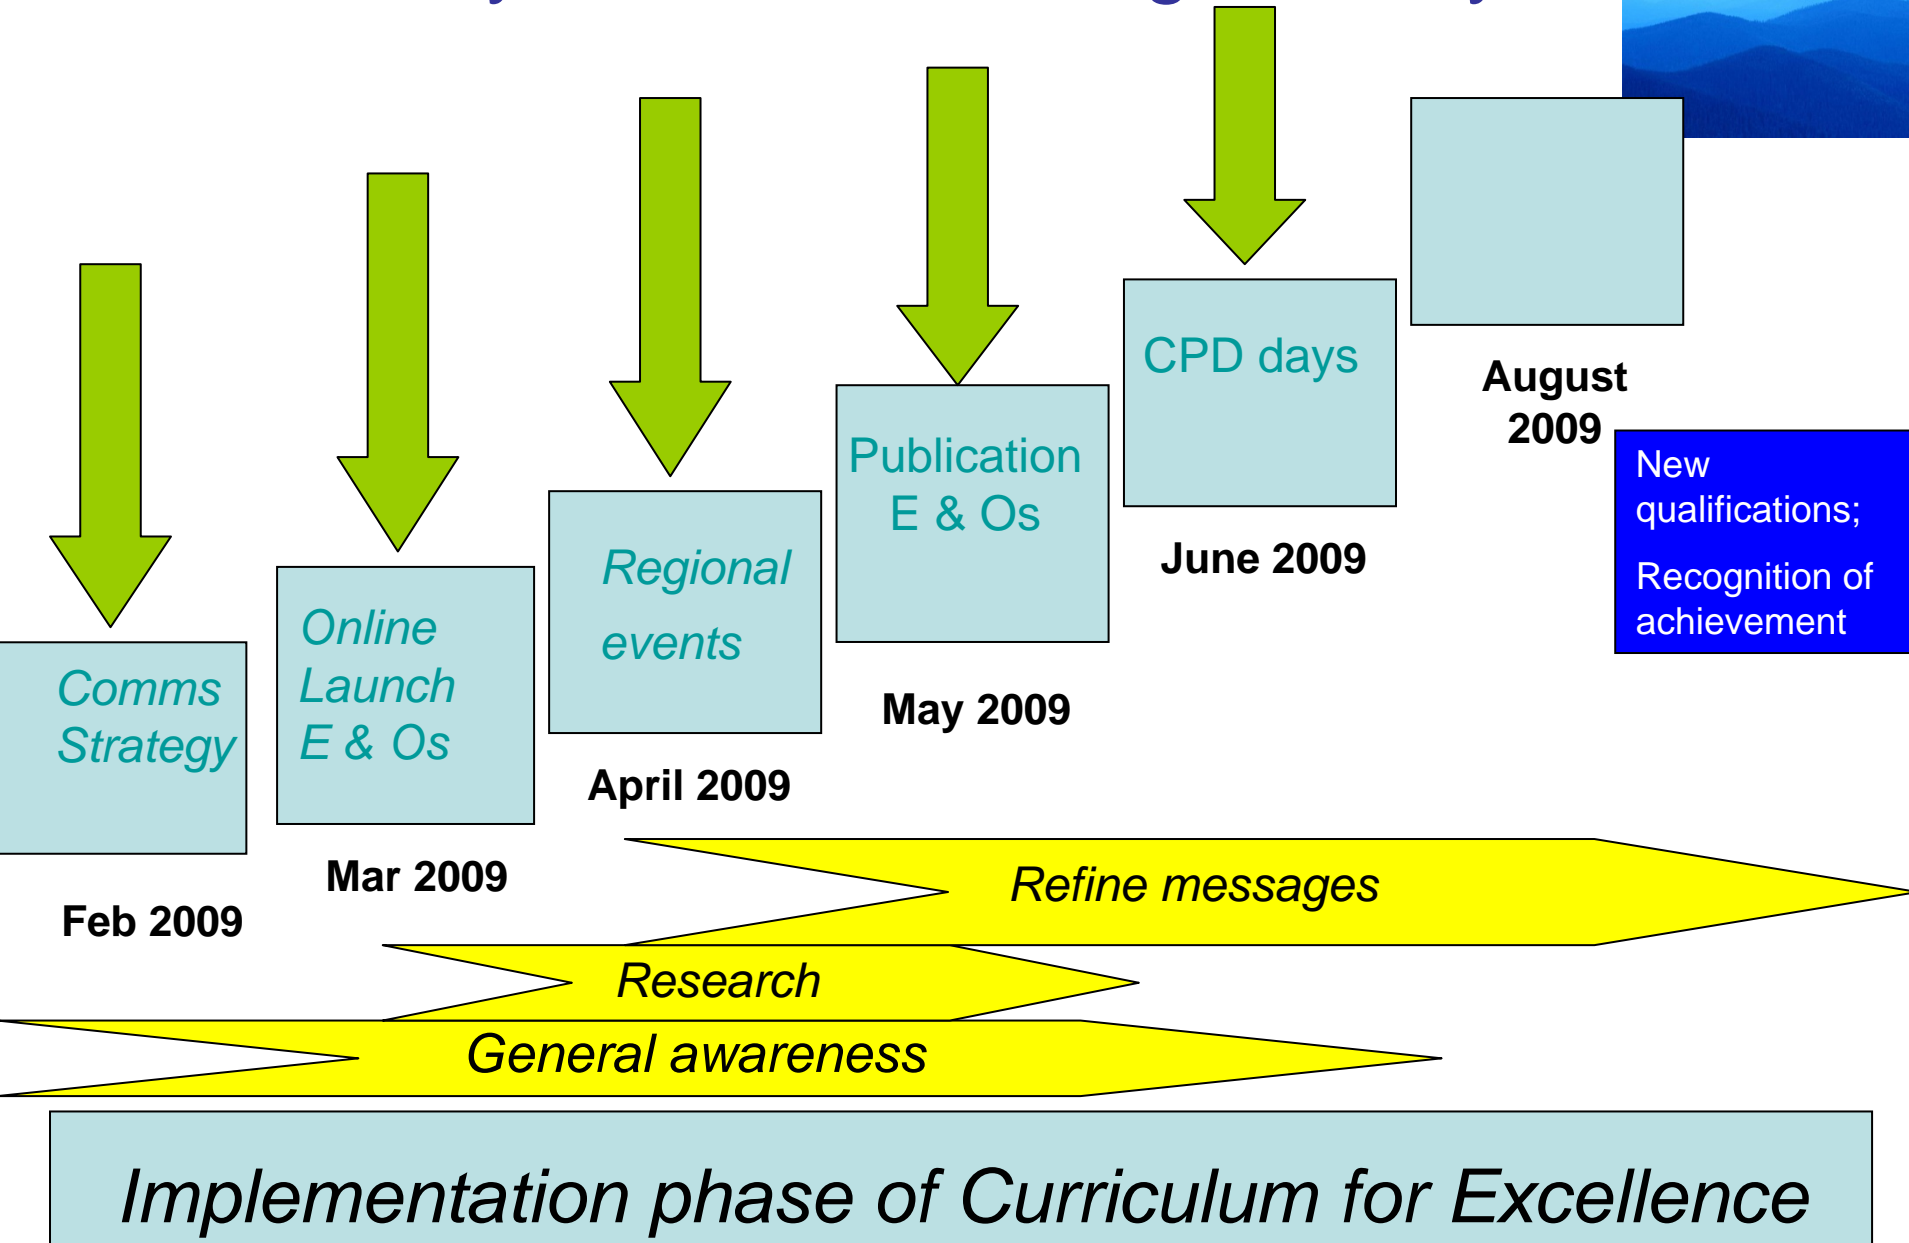 Comms
Strategy
Feb 2009
Online
Launch
E & Os
Mar 2009
Regional
events
April 2009
Publication
E & Os
May 2009
CPD days
June 2009
August
2009
New
qualifications;
Recognition of
achievement
Refine messages
Research
General awareness
Implementation phase of Curriculum for Excellence